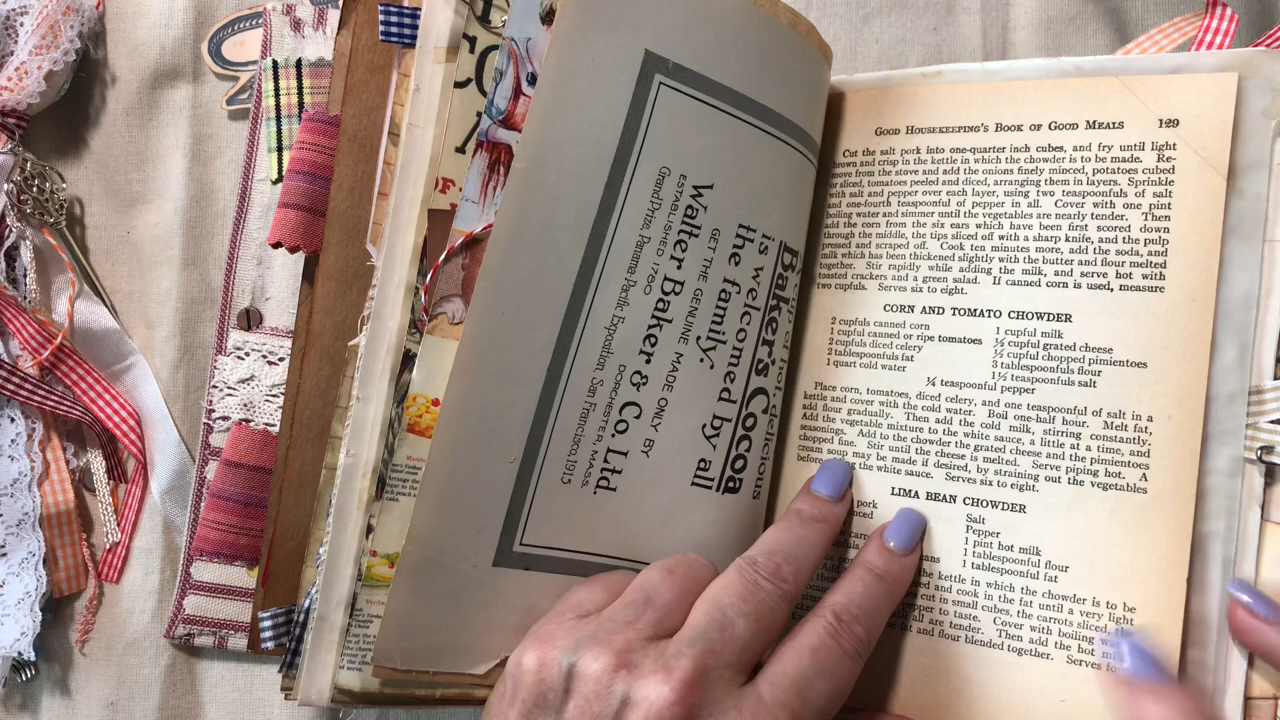 A cup of hot, delicious
Baker's Cocoa
is welcomed by all
the family.
GET THE GENUINE MADE ONLY BY
Walter Baker & Co. Ltd.
ESTABLISHED 1780 DORCHESTER, MASS.
Grand Prize, Panama-Pacific Exposition, San Francisco, 1915
GOOD HOUSEKEEPING'S BOOK OF GOOD MEALS 129
Cut the salt pork into one-quarter inch cubes, and fry until light
brown and crisp in the kettle in which the chowder is to be made. Re-
move from the stove and add the onions finely minced, potatoes cubed
or sliced, tomatoes peeled and diced, arranging them in layers. Sprinkle
with salt and pepper over each layer, using two teaspoonfuls of salt
and one-fourth teaspoonful of pepper in all. Cover with one pint
boiling water and simmer until the vegetables are nearly tender. Then
add the corn from the six ears which have been first scored down
through the middle, the tips sliced off with a sharp knife, and the pulp
pressed and scraped off. Cook ten minutes more, add the soda, and
milk which has been thickened slightly with the butter and flour melted
together. Stir rapidly while adding the milk, and serve hot with
toasted crackers and a green salad. If canned corn is used, measure
two cupfuls. Serves six to eight.
CORN AND TOMATO CHOWDER
2 cupfuls canned corn
1 cupful canned or ripe tomatoes
2 cupfuls diced celery
2 tablespoonfuls fat
1 quart cold water
1 cupful milk
½ cupful grated cheese
½ cupful chopped pimientoes
3 tablespoonfuls flour
1½ teaspoonfuls salt
¼ teaspoonful pepper
Place corn, tomatoes, diced celery, and one teaspoonful of salt in a
kettle and cover with the cold water. Boil one-half hour. Melt fat,
add flour gradually. Then add the cold milk, stirring constantly.
Add the vegetable mixture to the white sauce, a little at a time, and
seasonings. Add to the chowder the grated cheese and the pimientoes
chopped fine. Stir until the cheese is melted. Serve piping hot. A
cream soup may be made if desired, by straining out the vegetables
before the white sauce. Serves six to eight.
LIMA BEAN CHOWDER
pork
Salt
Pepper
1 pint hot milk
1 tablespoonful flour
1 tablespoonful fat
the kettle in which the chowder is to be
and cook in the fat until a very light
cut in small cubes, the carrots sliced,
pepper to taste. Cover with boiling
all are tender. Then add the hot
fat and flour blended together. Serves